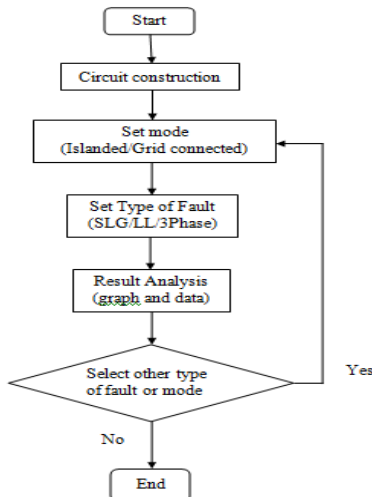 Start
Circuit construction
Set mode
(Islanded/Grid connected)
Set Type of Fault
(SLG/LL/3Phase)
Result Analysis
(graph and data)
Select other type
of fault or mode
Yes
No
End